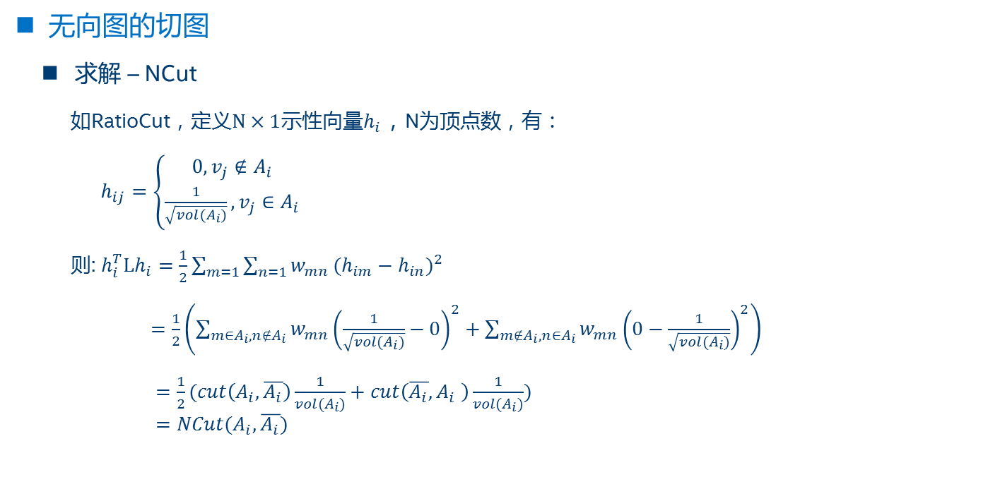 无向图的切图
求解 – NCut
如RatioCut，定义N × 1示性向量$h_i$，N为顶点数，有：
$h_{ij} = \begin{cases} 0, v_j \notin A_i \\ \frac{1}{\sqrt{vol(A_i)}}, v_j \in A_i \end{cases}$
则: $h_i^T \mathrm{L} h_i = \frac{1}{2} \sum_{m=1} \sum_{n=1} w_{mn} (h_{im} - h_{in})^2$
$= \frac{1}{2} \left( \sum_{m \in A_i, n \notin A_i} w_{mn} \left( \frac{1}{\sqrt{vol(A_i)}} - 0 \right)^2 + \sum_{m \notin A_i, n \in A_i} w_{mn} \left( 0 - \frac{1}{\sqrt{vol(A_i)}} \right)^2 \right)$
$= \frac{1}{2} (cut(A_i, \overline{A_i}) \frac{1}{vol(A_i)} + cut(\overline{A_i}, A_i) \frac{1}{vol(A_i)})$
$= NCut(A_i, \overline{A_i})$